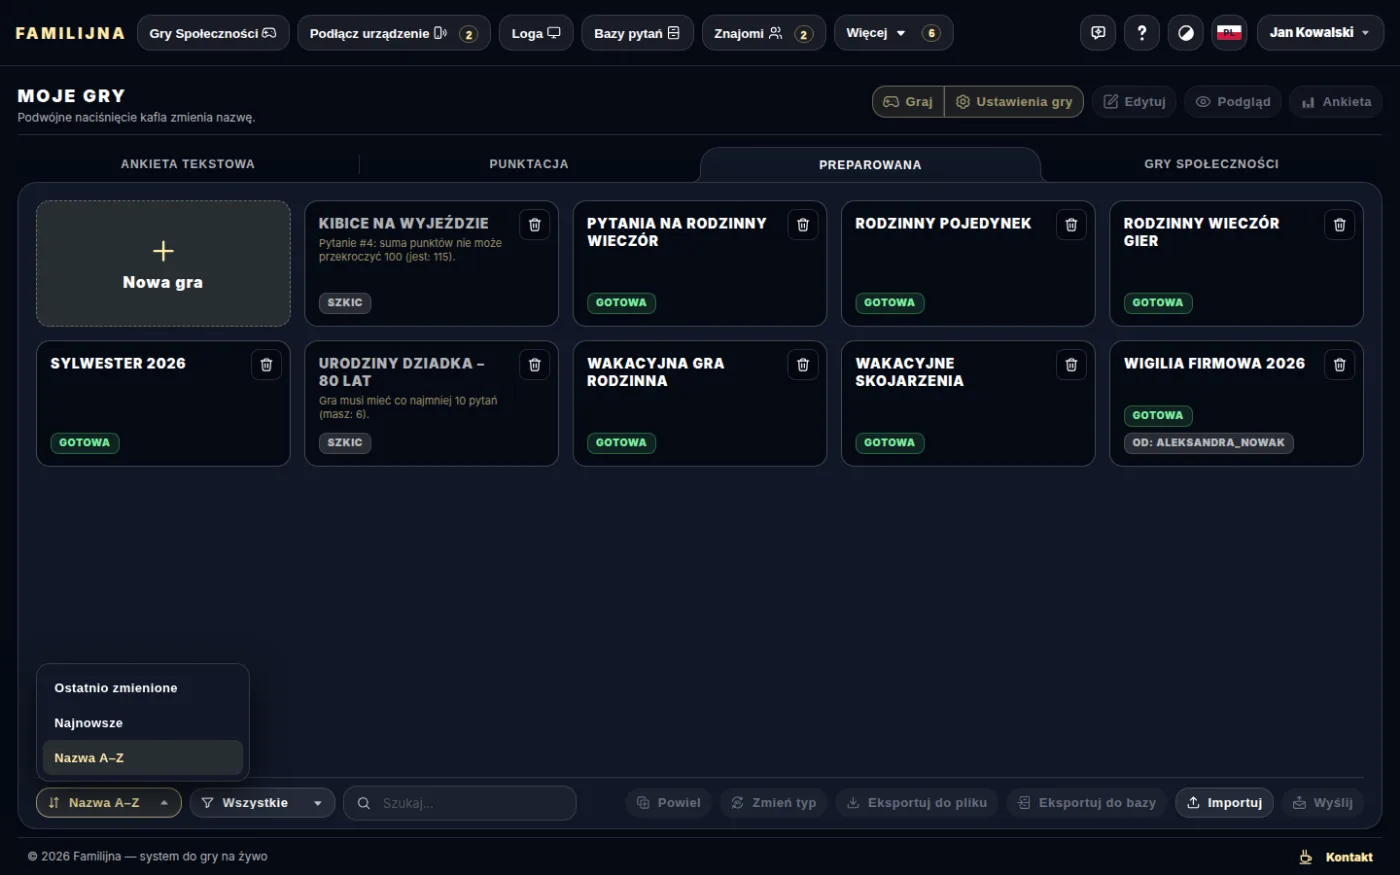 FAMILIJNA
Gry Społeczności
Podłącz urządzenie 2
Loga
Bazy pytań
Znajomi 2
Więcej 6
?
PL
Jan Kowalski
MOJE GRY
Podwójne naciśnięcie kafla zmienia nazwę.
Graj
Ustawienia gry
Edytuj
Podgląd
Ankieta
ANKIETA TEKSTOWA
PUNKTACJA
PREPAROWANA
GRY SPOŁECZNOŚCI
Nowa gra
KIBICE NA WYJEŹDZIE
Pytanie #4: suma punktów nie może
przekroczyć 100 (jest: 115).
SZKIC
PYTANIA NA RODZINNY
WIECZÓR
GOTOWA
RODZINNY POJEDYNEK
GOTOWA
RODZINNY WIECZÓR
GIER
GOTOWA
SYLWESTER 2026
GOTOWA
URODZINY DZIADKA –
80 LAT
Gra musi mieć co najmniej 10 pytań
(masz: 6).
SZKIC
WAKACYJNA GRA
RODZINNA
GOTOWA
WAKACYJNE
SKOJARZENIA
GOTOWA
WIGILIA FIRMOWA 2026
GOTOWA
OD: ALEKSANDRA_NOWAK
Ostatnio zmienione
Najnowsze
Nazwa A–Z
Nazwa A–Z
Wszystkie
Szukaj...
Powiel
Zmień typ
Eksportuj do pliku
Eksportuj do bazy
Importuj
Wyślij
© 2026 Familijna — system do gry na żywo
Kontakt